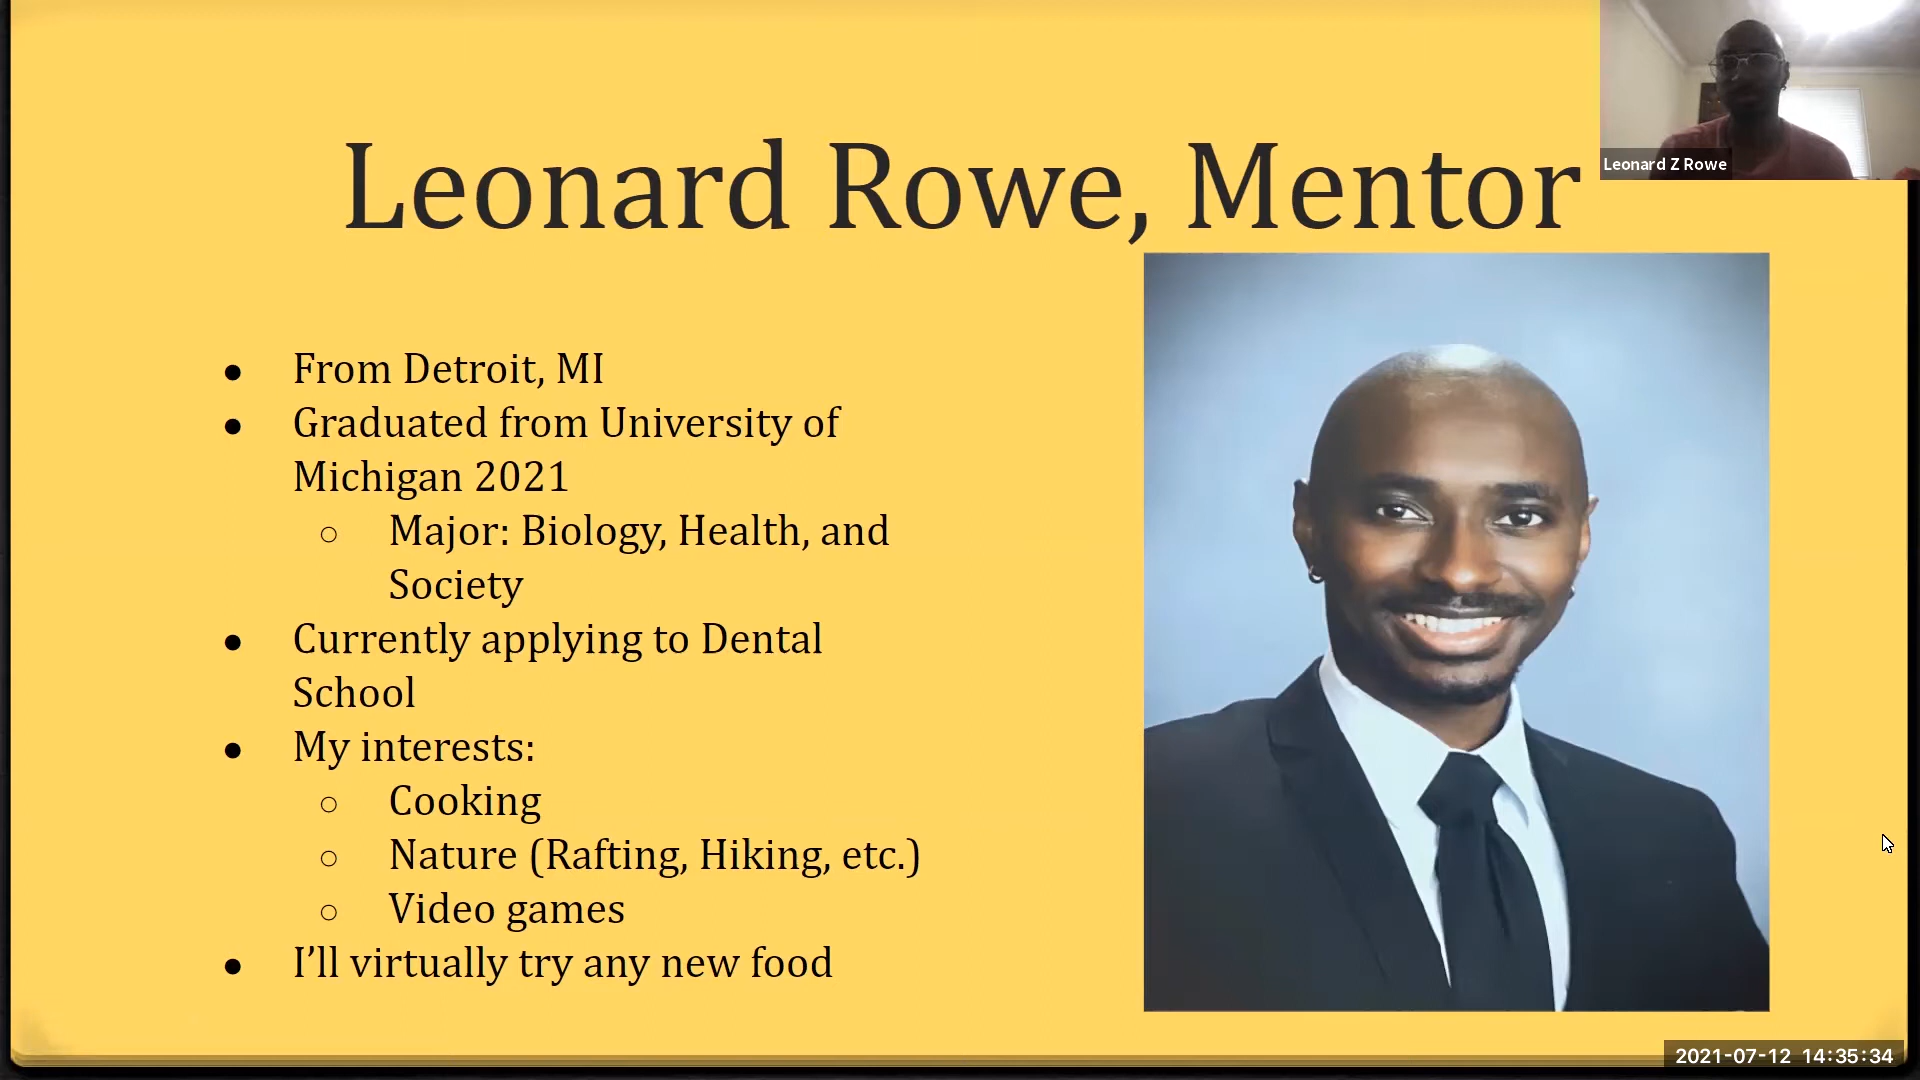 Leonard Rowe, Mentor
Leonard Z Rowe
● From Detroit, MI
● Graduated from University of
Michigan 2021
○ Major: Biology, Health, and
Society
● Currently applying to Dental
School
● My interests:
○ Cooking
○ Nature (Rafting, Hiking, etc.)
○ Video games
● I’ll virtually try any new food
2021-07-12 14:35:34